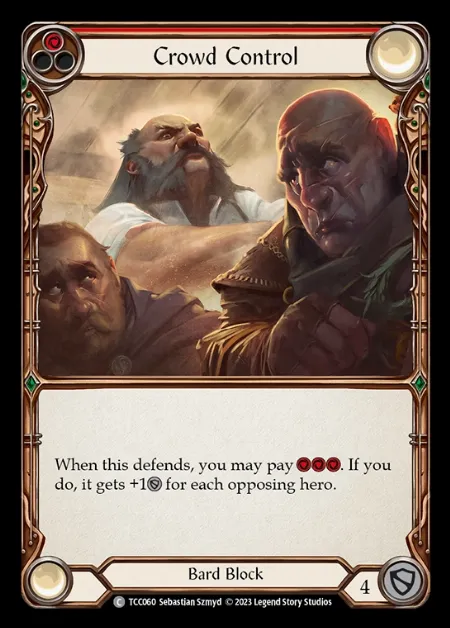 Crowd Control
When this defends, you may pay . If you
do, it gets +1 for each opposing hero.
Bard Block
4
C TCC060 Sebastian Szmyd © 2023 Legend Story Studios